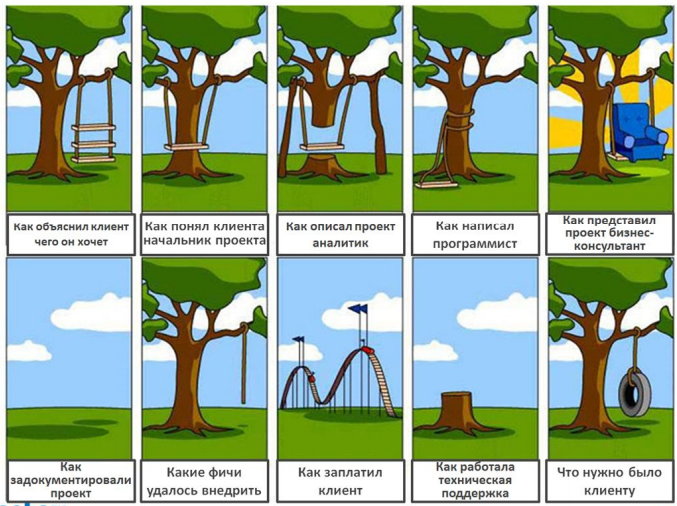 Как объяснил клиент
чего он хочет
Как понял клиента
начальник проекта
Как описал проект
аналитик
Как написал
программист
Как представил
проект бизнес-
консультант
Как
задокументировали
проект
Какие фичи
удалось внедрить
Как заплатил
клиент
Как работала
техническая
поддержка
Что нужно было
клиенту